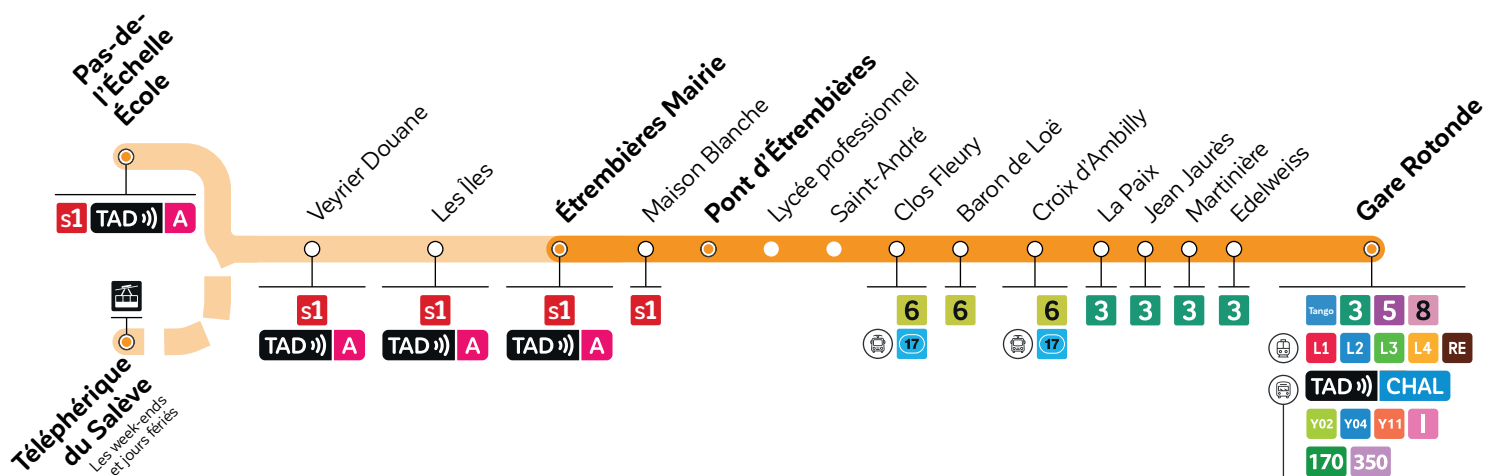 Pas-de-
l'Échelle
École
s1 TAD A
Téléphérique
du Salève
Les week-ends
et jours fériés
Veyrier Douane
s1
TAD A
Les Îles
s1
TAD A
Étrembières Mairie
s1
TAD A
Maison Blanche
s1
Pont d'Étrembières
Lycée professionnel
Saint-André
Clos Fleury
6
17
Baron de Loë
6
Croix d'Ambilly
6
17
La Paix
3
Jean Jaurès
3
Martinière
3
Edelweiss
3
Gare Rotonde
Tango 3 5 8
L1 L2 L3 L4 RE
TAD CHAL
Y02 Y04 Y11 I
170 350